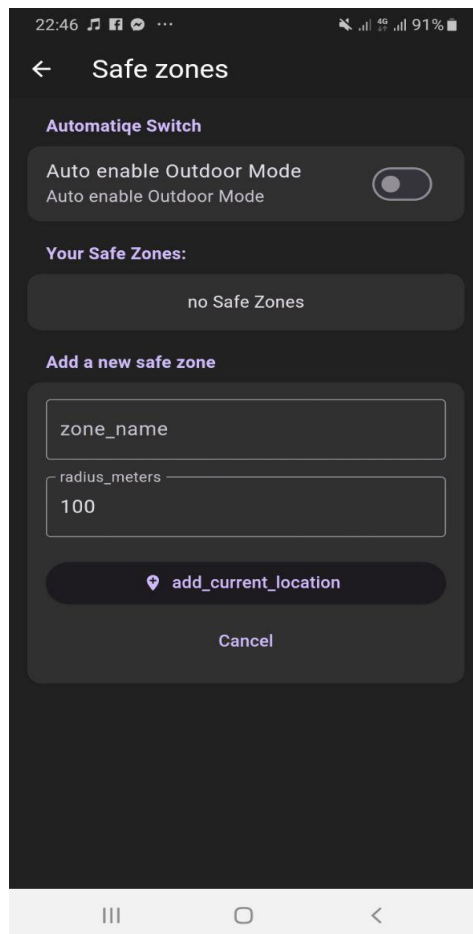 22:46 91%
Safe zones
Automatiqe Switch
Auto enable Outdoor Mode
Auto enable Outdoor Mode
Your Safe Zones:
no Safe Zones
Add a new safe zone
zone_name
radius_meters
100
add_current_location
Cancel